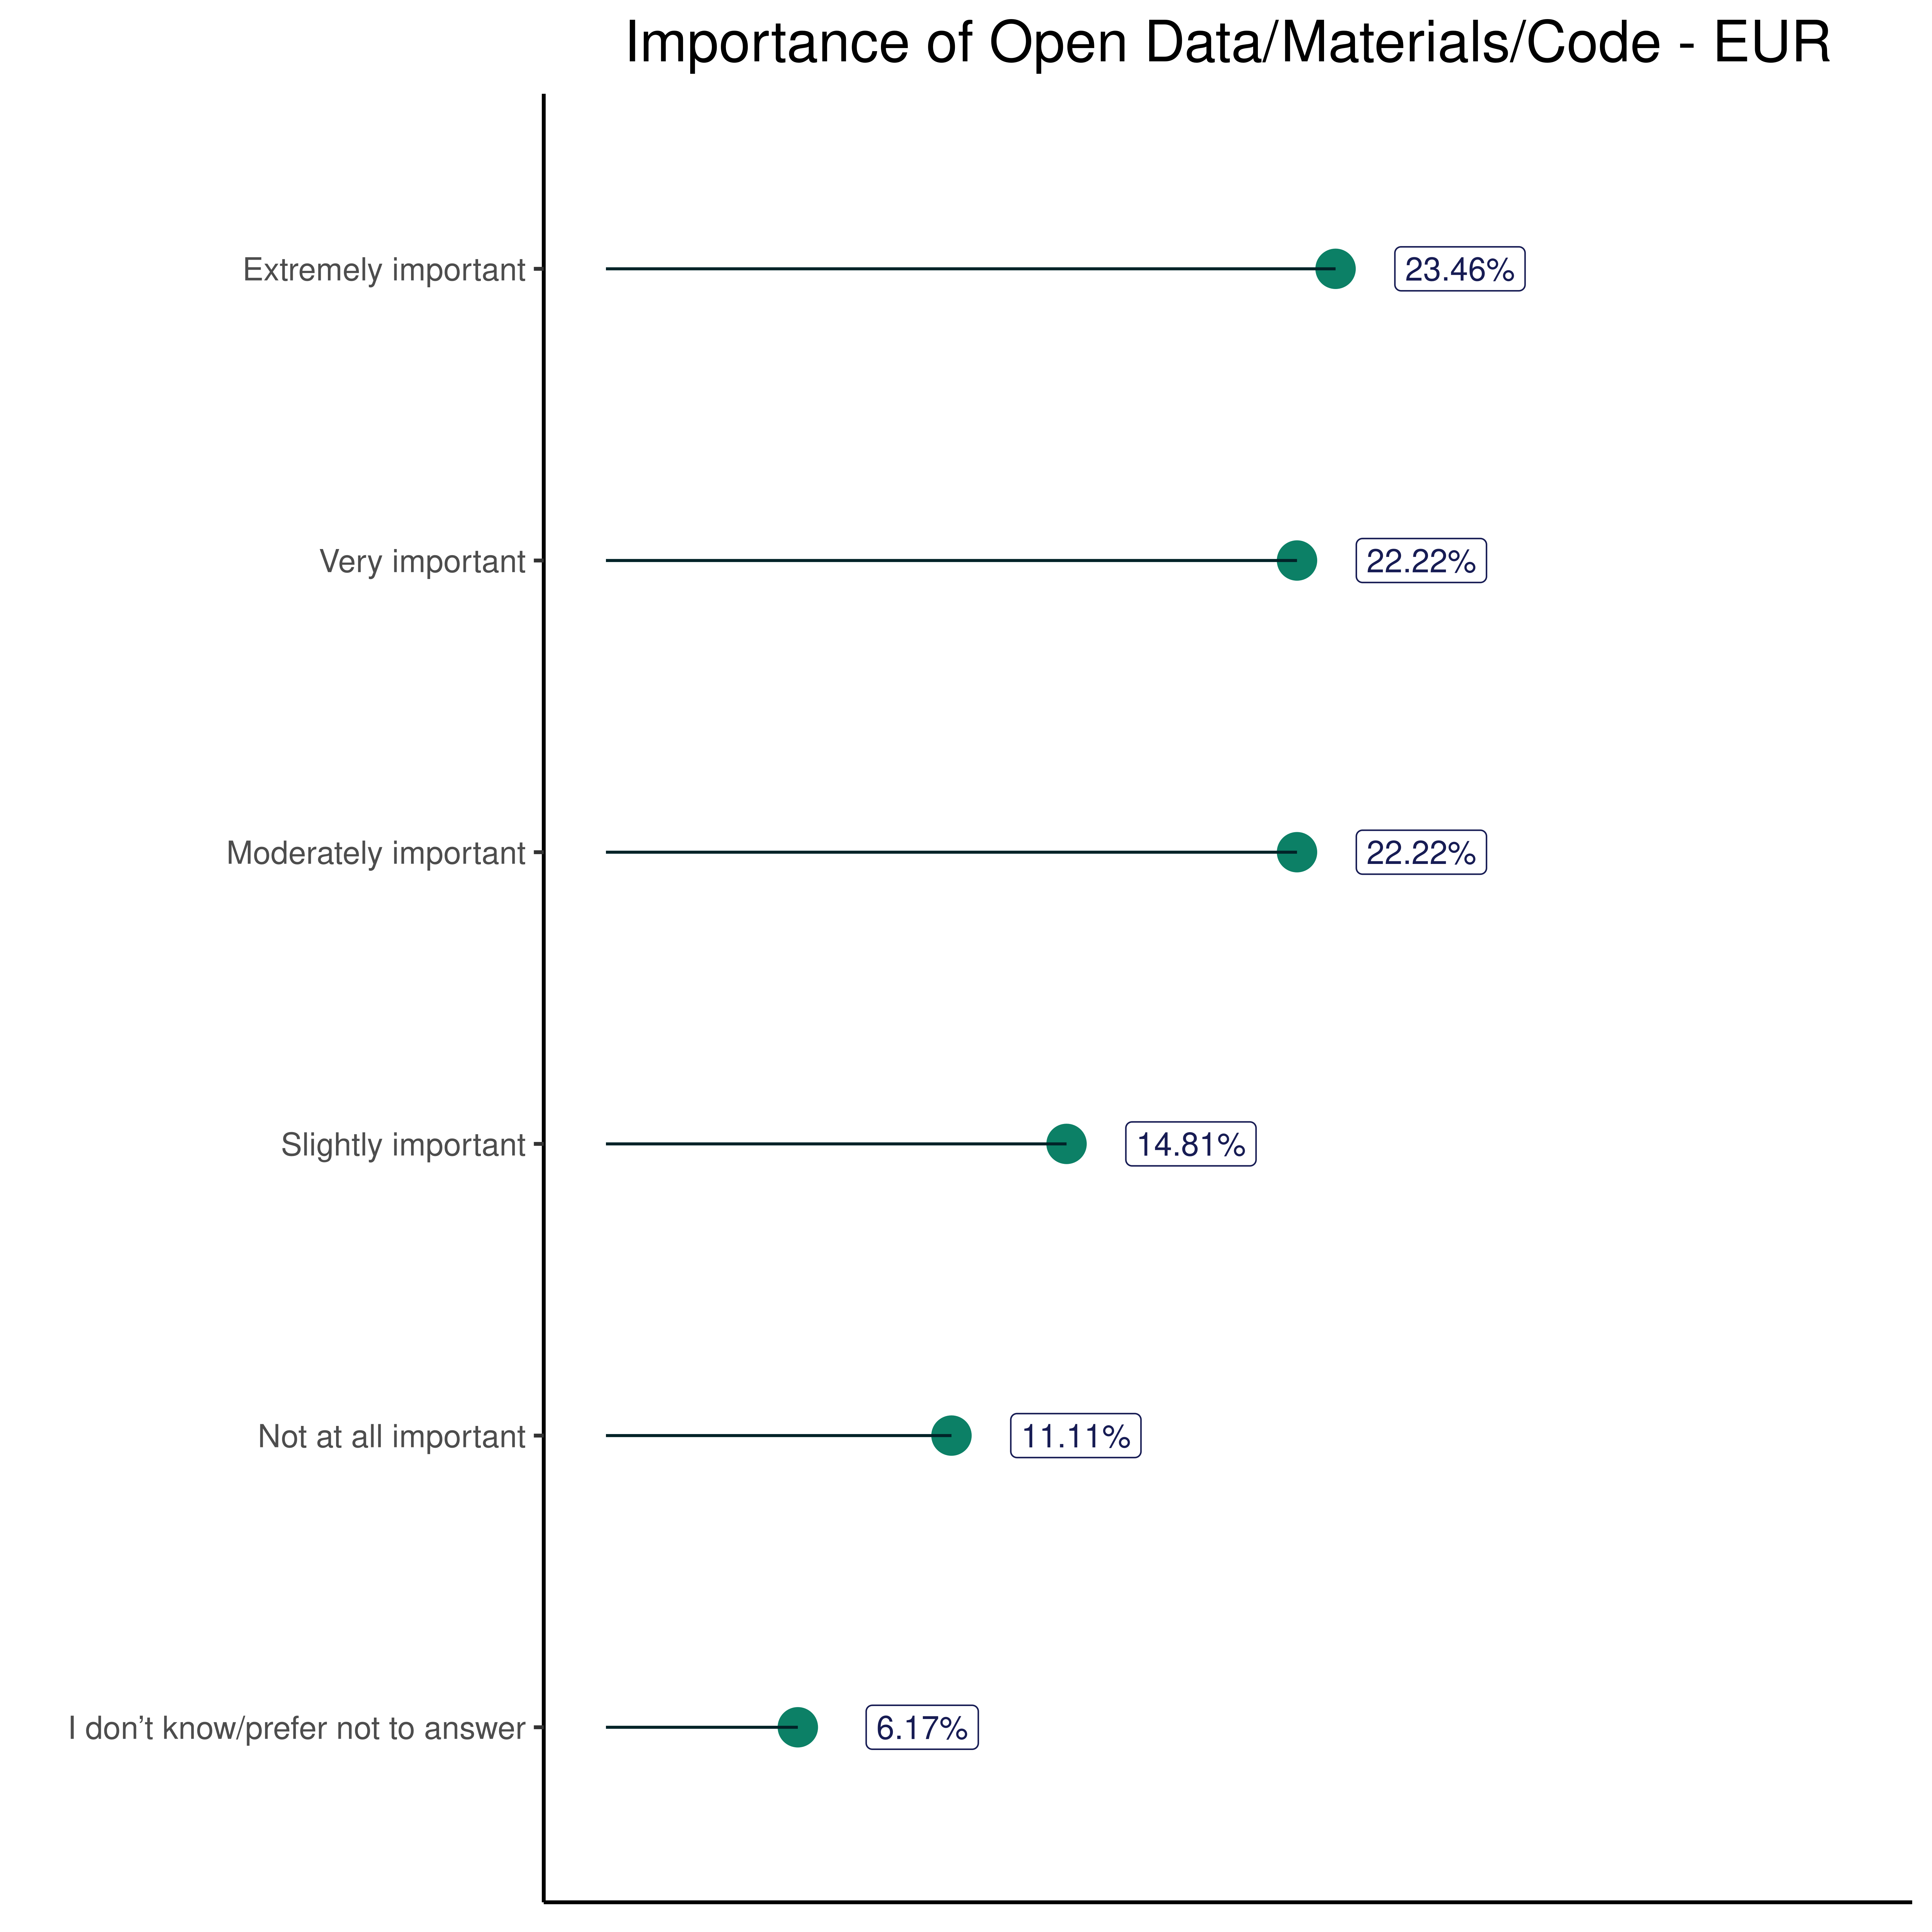 Importance of Open Data/Materials/Code - EUR
Extremely important 23.46%
Very important 22.22%
Moderately important 22.22%
Slightly important 14.81%
Not at all important 11.11%
I don’t know/prefer not to answer 6.17%